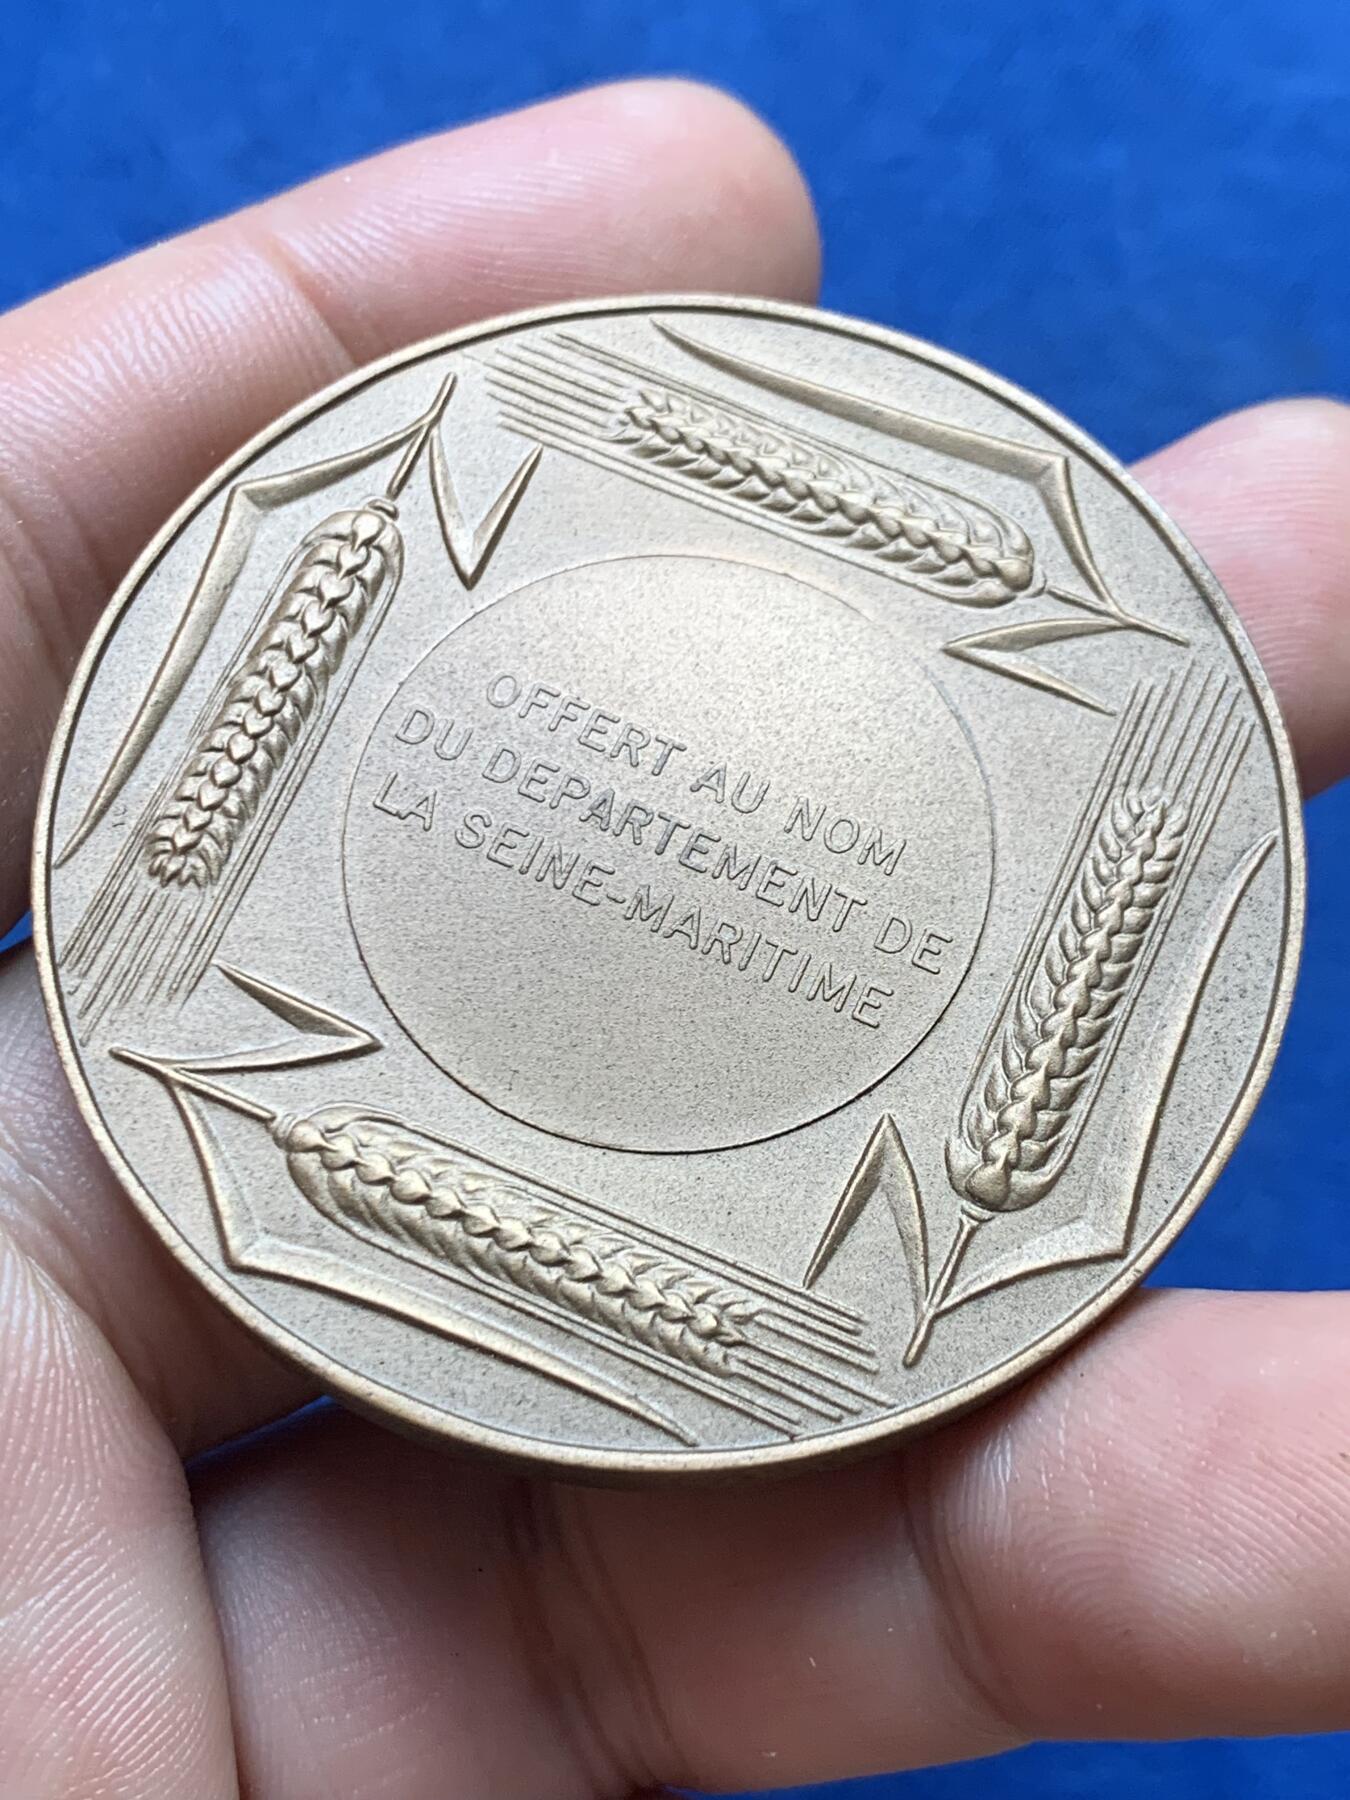 OFFERT AU NOM
DU DEPARTEMENT DE
LA SEINE-MARITIME